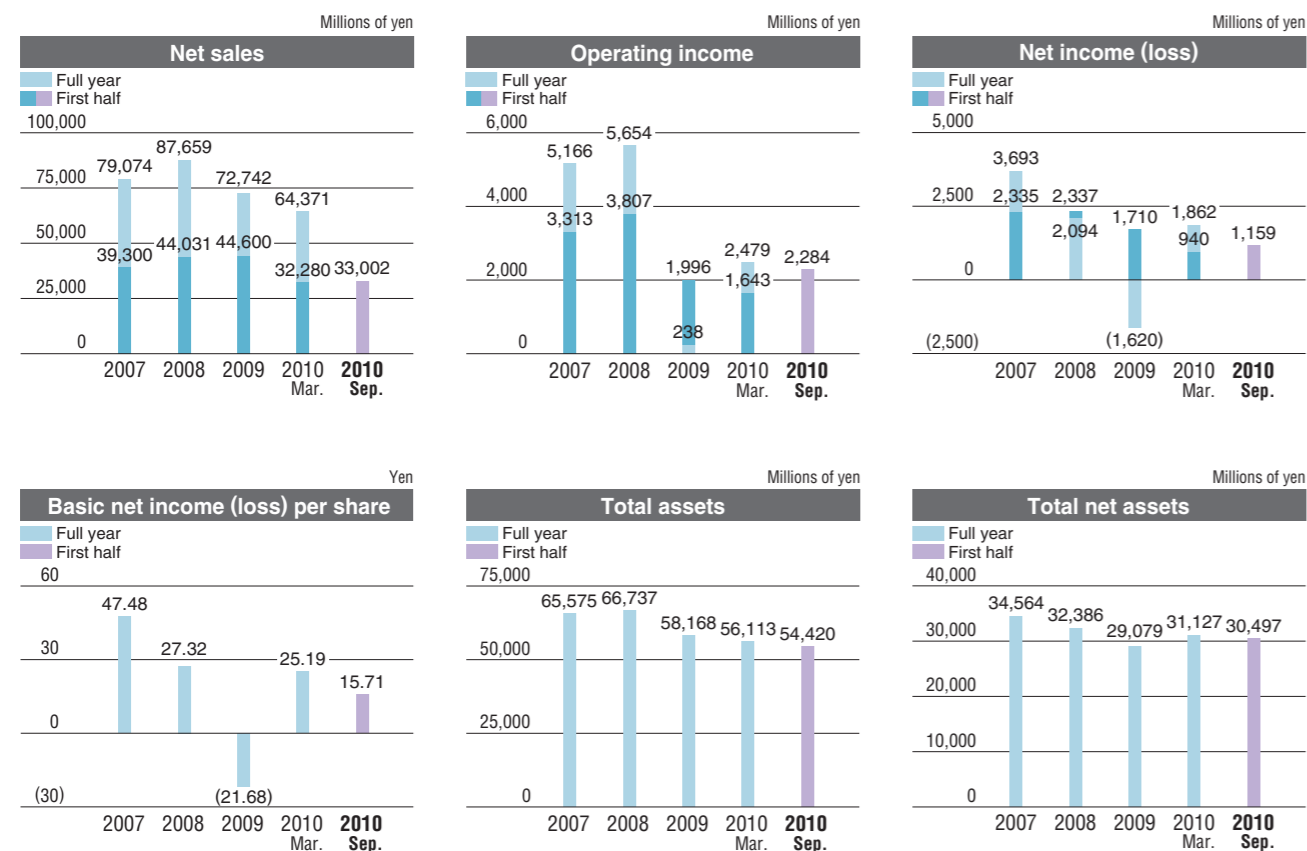 Millions of yen
Net sales
Full year
First half
100,000
75,000
50,000
25,000
0
79,074
87,659
72,742
64,371
39,300
44,031
44,600
32,280
33,002
2007 2008 2009 2010 2010
Mar. Sep.
Millions of yen
Operating income
Full year
First half
6,000
4,000
2,000
0
5,166
5,654
3,313
3,807
1,996
238
2,479
1,643
2,284
2007 2008 2009 2010 2010
Mar. Sep.
Millions of yen
Net income (loss)
Full year
First half
5,000
2,500
0
(2,500)
3,693
2,335
2,337
2,094
1,710
(1,620)
1,862
940
1,159
2007 2008 2009 2010 2010
Mar. Sep.
Yen
Basic net income (loss) per share
Full year
First half
60
30
0
(30)
47.48
27.32
(21.68)
25.19
15.71
2007 2008 2009 2010 2010
Mar. Sep.
Millions of yen
Total assets
Full year
First half
75,000
50,000
25,000
0
65,575 66,737
58,168 56,113 54,420
2007 2008 2009 2010 2010
Mar. Sep.
Millions of yen
Total net assets
Full year
First half
40,000
30,000
20,000
10,000
0
34,564
32,386
29,079
31,127
30,497
2007 2008 2009 2010 2010
Mar. Sep.